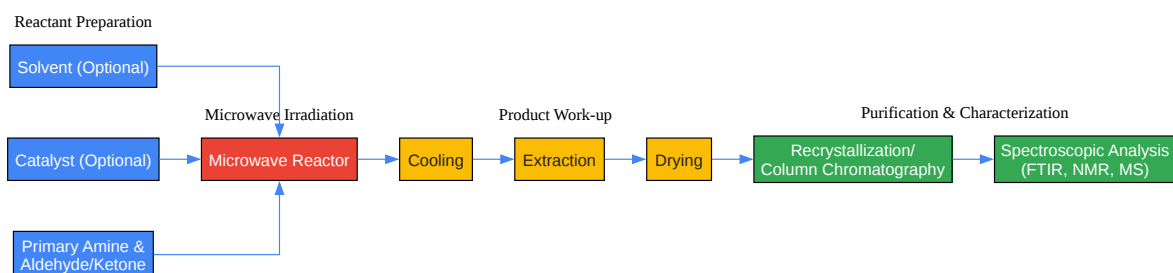 Reactant Preparation
Solvent (Optional)
Microwave Irradiation
Product Work-up
Purification & Characterization
Catalyst (Optional)
Microwave Reactor
Cooling
Extraction
Drying
Recrystallization/
Column Chromatography
Spectroscopic Analysis
(FTIR, NMR, MS)
Primary Amine &
Aldehyde/Ketone